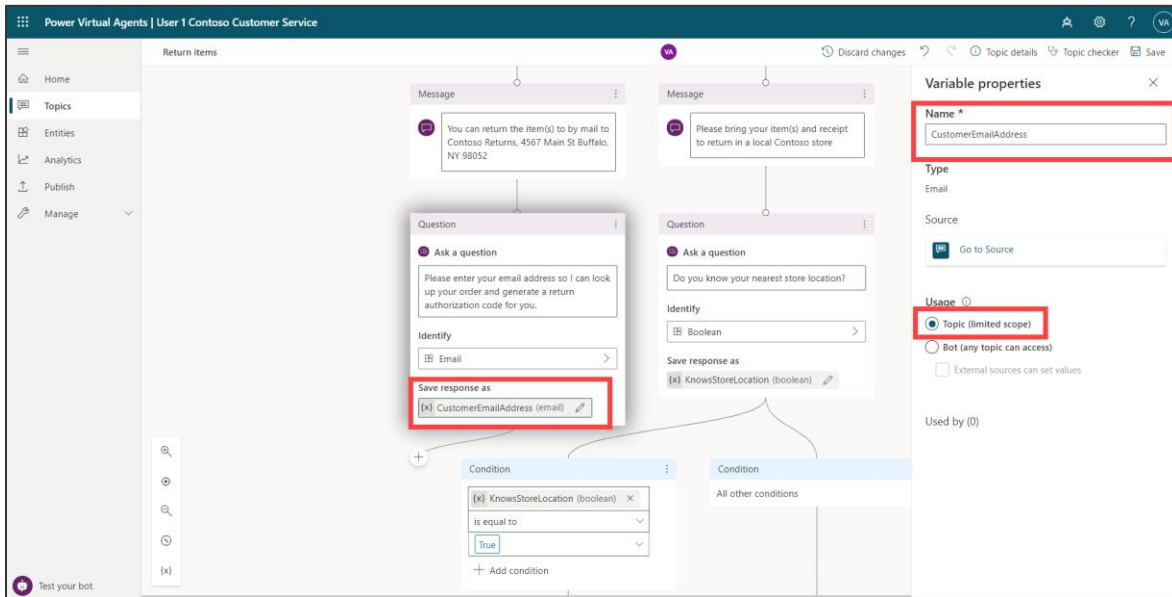 Power Virtual Agents | User 1 Contoso Customer Service
?
VA
Return items
VA
Discard changes
Topic details
Topic checker
Save
Home
Topics
Entities
Analytics
Publish
Manage
Test your bot
Message
You can return the item(s) to by mail to
Contoso Returns, 4567 Main St Buffalo,
NY 98052
Question
Ask a question
Please enter your email address so I can look
up your order and generate a return
authorization code for you.
Identify
Email
Save response as
{x} CustomerEmailAddress (email)
Message
Please bring your item(s) and receipt
to return in a local Contoso store
Question
Ask a question
Do you know your nearest store location?
Identify
Boolean
Save response as
{x} KnowsStoreLocation (boolean)
Condition
{x} KnowsStoreLocation (boolean)
is equal to
True
Add condition
Condition
All other conditions
{x}
Variable properties
Name *
CustomerEmailAddress
Type
Email
Source
Go to Source
Usage
Topic (limited scope)
Bot (any topic can access)
External sources can set values
Used by (0)